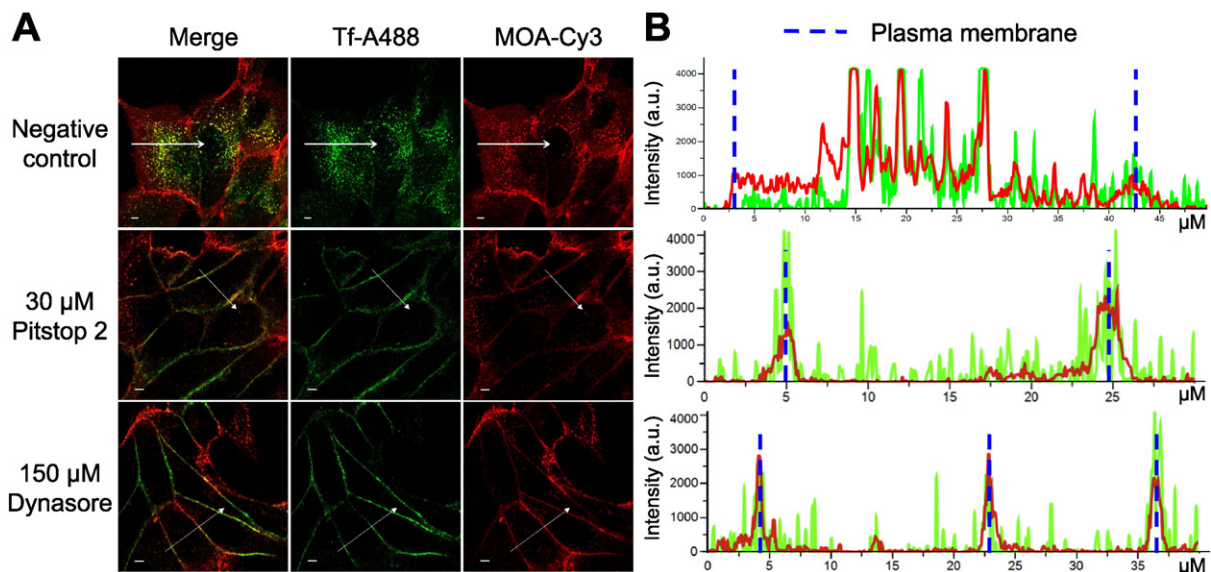 A
Merge
Tf-A488
MOA-Cy3
Negative
control
30 µM
Pitstop 2
150 µM
Dynasore
B
Plasma membrane
Intensity (a.u.)
4000
3000
2000
1000
0
0 5 10 15 20 25 30 35 40 45
µM
Intensity (a.u.)
4000
3000
2000
1000
0
0 5 10 15 20 25
µM
Intensity (a.u.)
4000
3000
2000
1000
0
0 5 10 15 20 25 30 35
µM